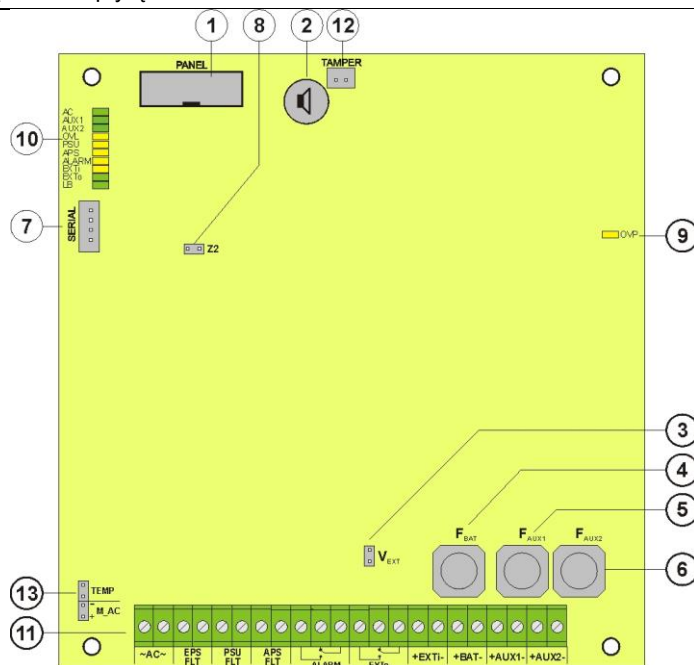 1
8
2
12
PANEL
TAMPER
10
AC
AUX1
AUX2
OVL
PSU
APS
ALARM
EXTi
EXTo
LB
7
SERIAL
Z2
OVP
9
3
4
5
VEXT
FBAT
FAUX1
FAUX2
6
13
TEMP
- M_AC
+
11
~AC~
EPS FLT
PSU FLT
APS FLT
ALARM
EXTo
+EXTi-
+BAT-
+AUX1-
+AUX2-